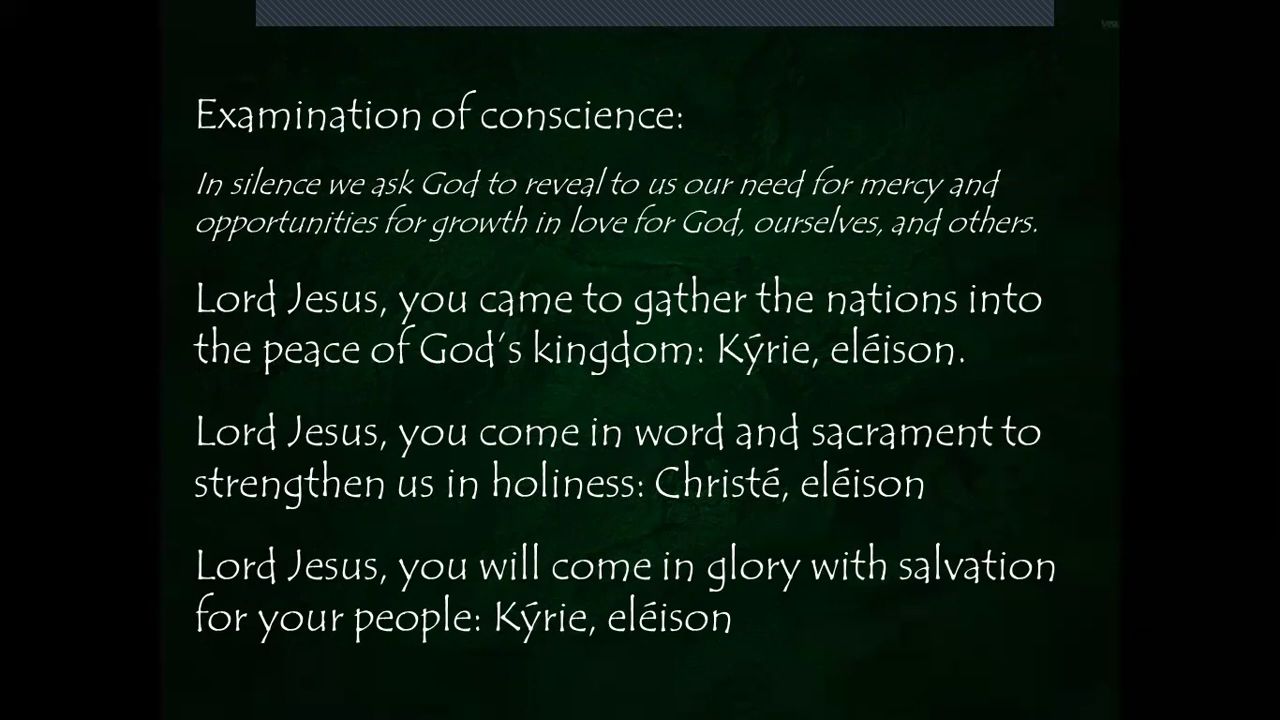 Examination of conscience:
In silence we ask God to reveal to us our need for mercy and
opportunities for growth in love for God, ourselves, and others.
Lord Jesus, you came to gather the nations into
the peace of God's kingdom: Kýrie, eléison.
Lord Jesus, you come in word and sacrament to
strengthen us in holiness: Christé, eléison
Lord Jesus, you will come in glory with salvation
for your people: Kýrie, eléison